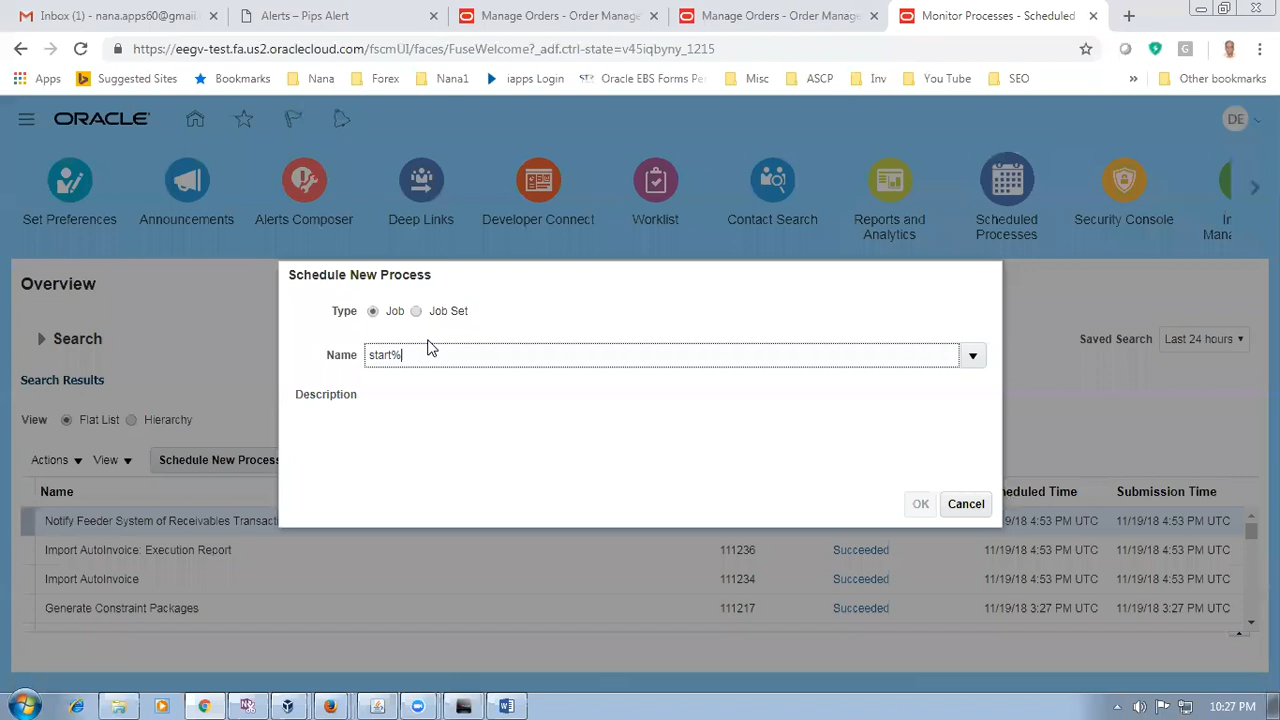 Inbox (1) - nana.apps60@gmail
Alerts – Pips Alert
Manage Orders - Order Manage
Manage Orders - Order Manage
Monitor Processes - Scheduled
https://eegv-test.fa.us2.oraclecloud.com/fscmUI/faces/FuseWelcome?_adf.ctrl-state=v45iqbyny_1215
Apps
Suggested Sites
Bookmarks
Nana
Forex
Nana1
iapps Login
Oracle EBS Forms Pe
Misc
ASCP
Inv
You Tube
SEO
Other bookmarks
ORACLE
DE
Set Preferences
Announcements
Alerts Composer
Deep Links
Developer Connect
Worklist
Contact Search
Reports and
Analytics
Scheduled
Processes
Security Console
In
Mana
Overview
Search
Saved Search
Last 24 hours
Search Results
View
Flat List
Hierarchy
Actions
View
Schedule New Process
Name
heduled Time
Submission Time
Notify Feeder System of Receivables Transact
11/19/18 4:53 PM UTC
11/19/18 4:53 PM UTC
Import AutoInvoice: Execution Report
111236
Succeeded
11/19/18 4:53 PM UTC
11/19/18 4:53 PM UTC
Import AutoInvoice
111234
Succeeded
11/19/18 4:53 PM UTC
11/19/18 4:53 PM UTC
Generate Constraint Packages
111217
Succeeded
11/19/18 3:27 PM UTC
11/19/18 3:27 PM UTC
Schedule New Process
Type
Job
Job Set
Name
start%
Description
OK
Cancel
10:27 PM